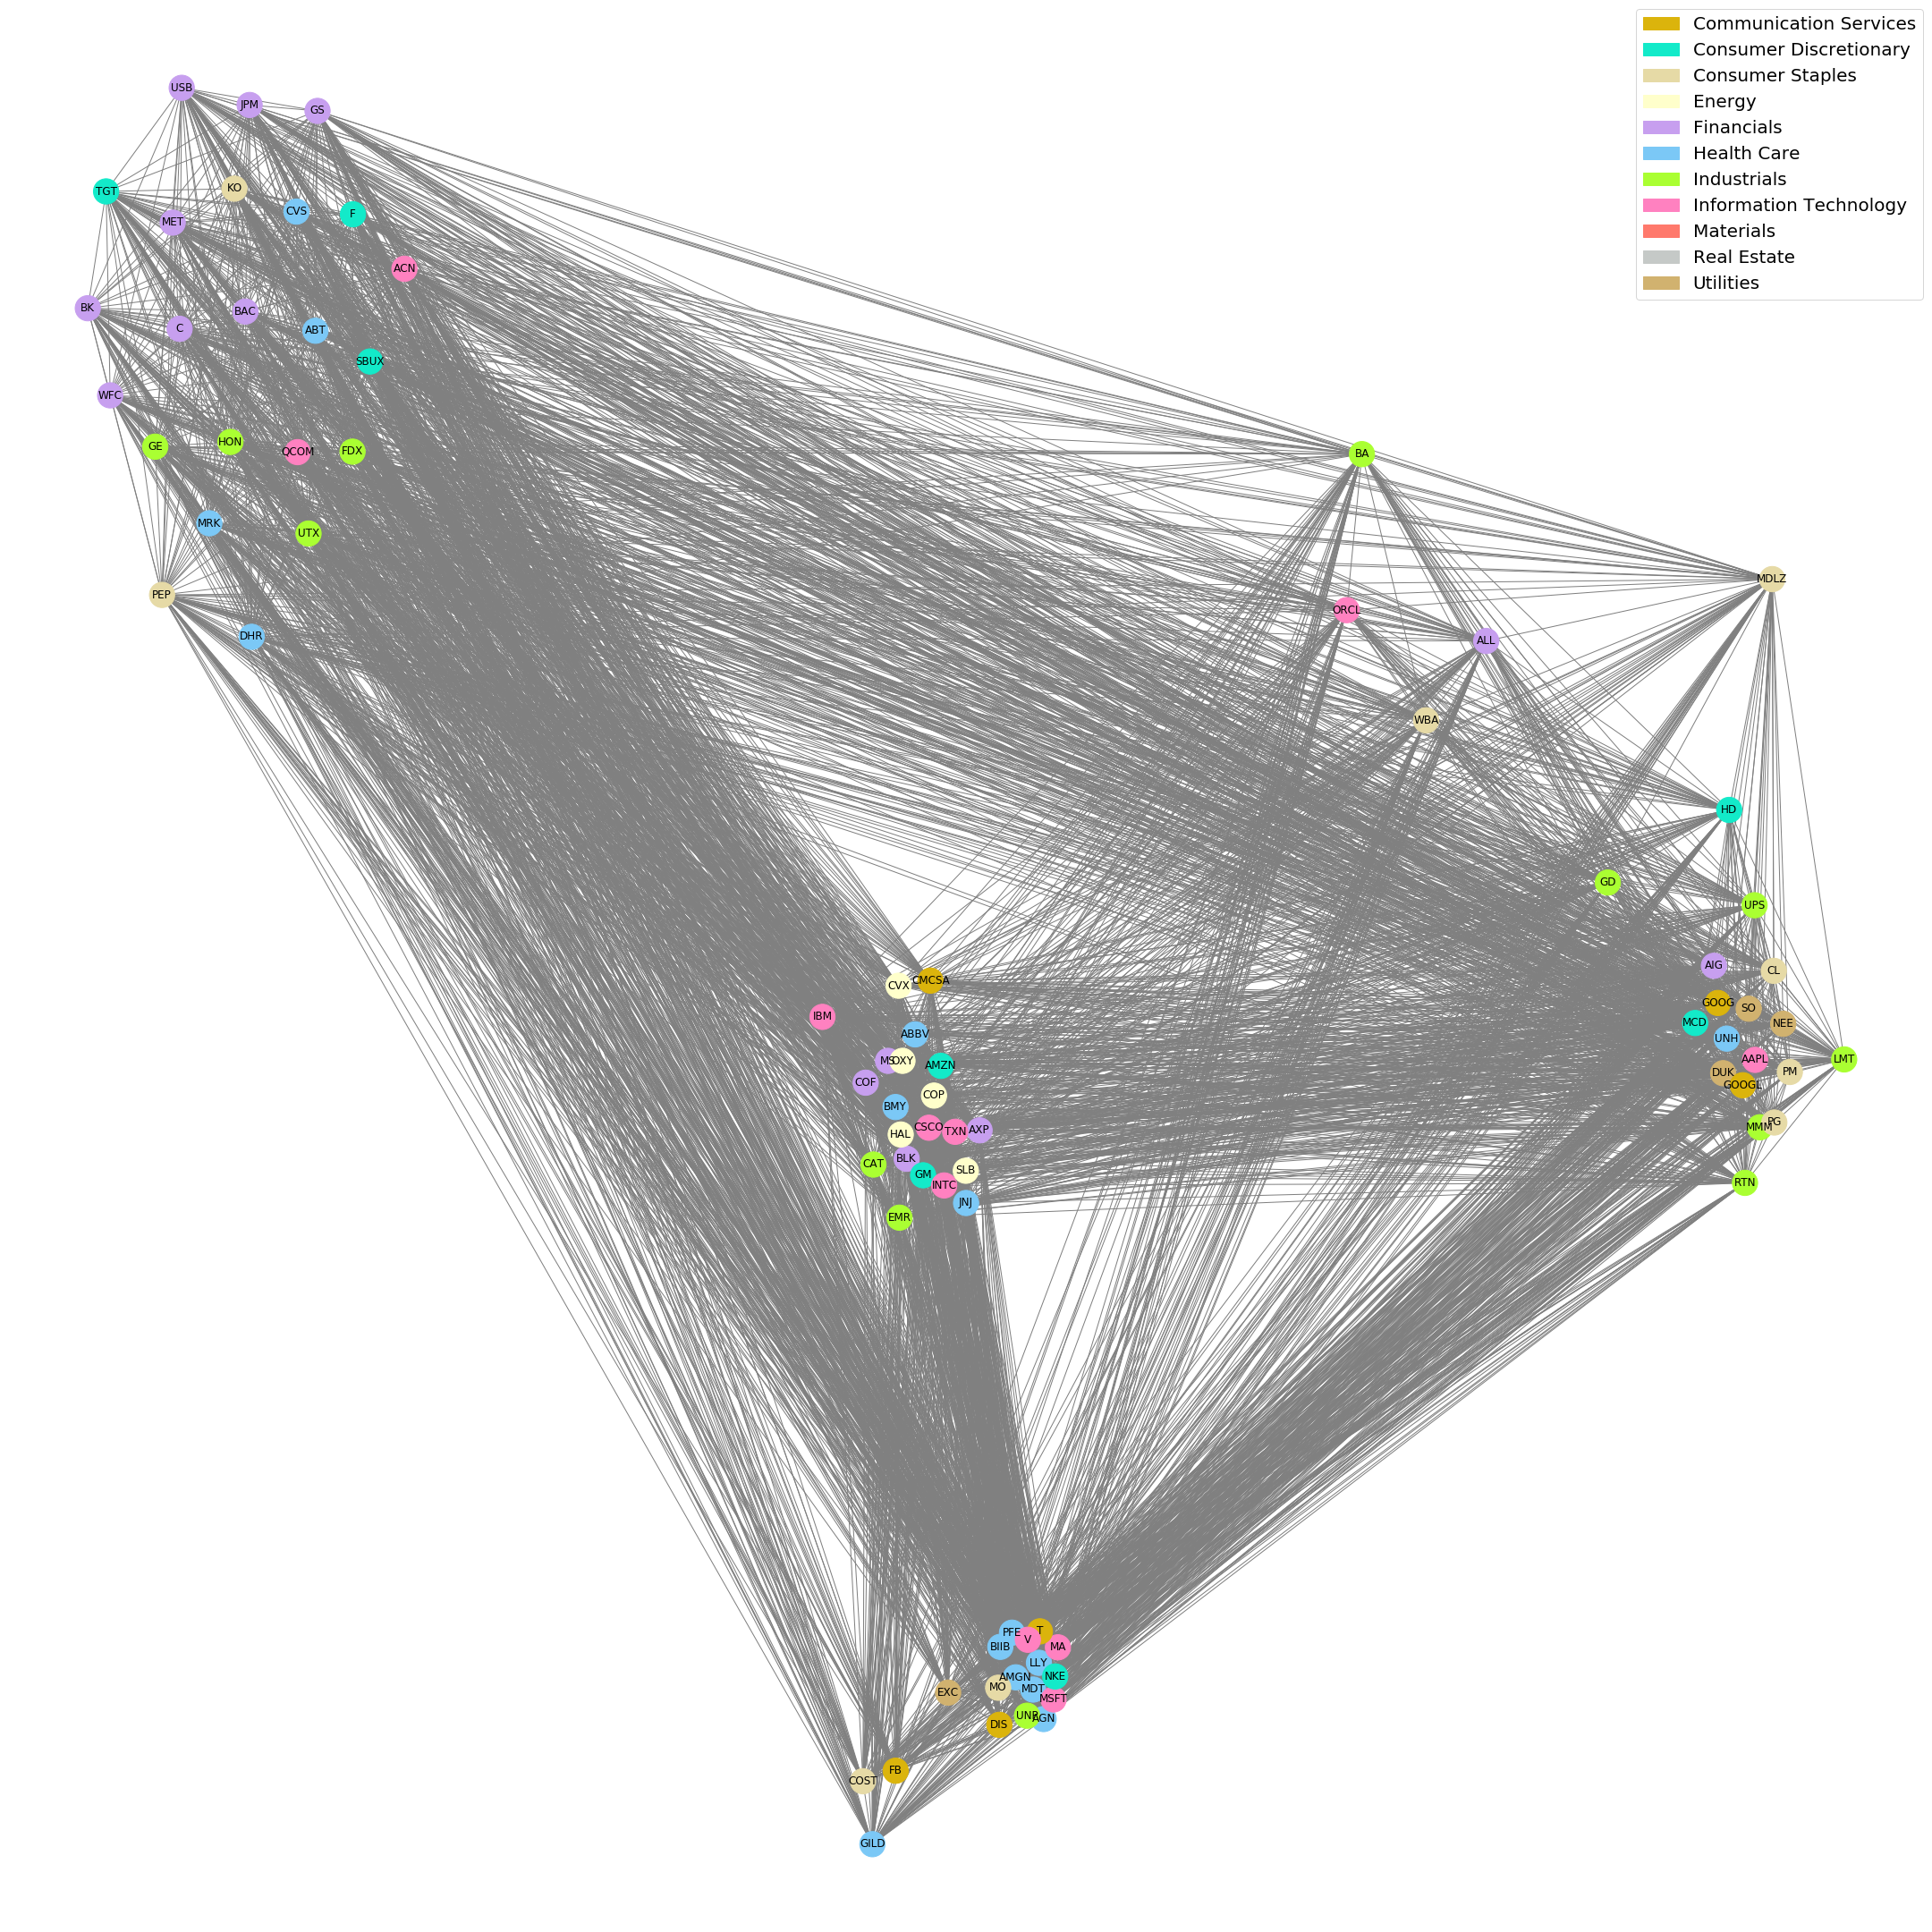 Communication Services
Consumer Discretionary
Consumer Staples
Energy
Financials
Health Care
Industrials
Information Technology
Materials
Real Estate
Utilities
USB
JPM
GS
TGT
KO
CVS
F
MET
ACN
BK
BAC
C
ABT
SBUX
WFC
GE
HON
QCOM
FDX
BA
MRK
UTX
MDLZ
PEP
ORCL
DHR
ALL
WBA
HD
GD
UPS
AIG
CL
CVX
CMCSA
GOOG
SO
IBM
MCD
NEE
ABBV
UNH
MS
OXY
AMZN
AAPL
LMT
COF
DUK
PM
GOOGL
COP
BMY
CSCO
TXN
AXP
HAL
MMM
PG
BLK
CAT
GM
SLB
INTC
RTN
JNJ
EMR
PFE
T
V
BIIB
MA
LLY
AMGN
NKE
MO
MDT
EXC
MSFT
UNP
AGN
DIS
FB
COST
GILD